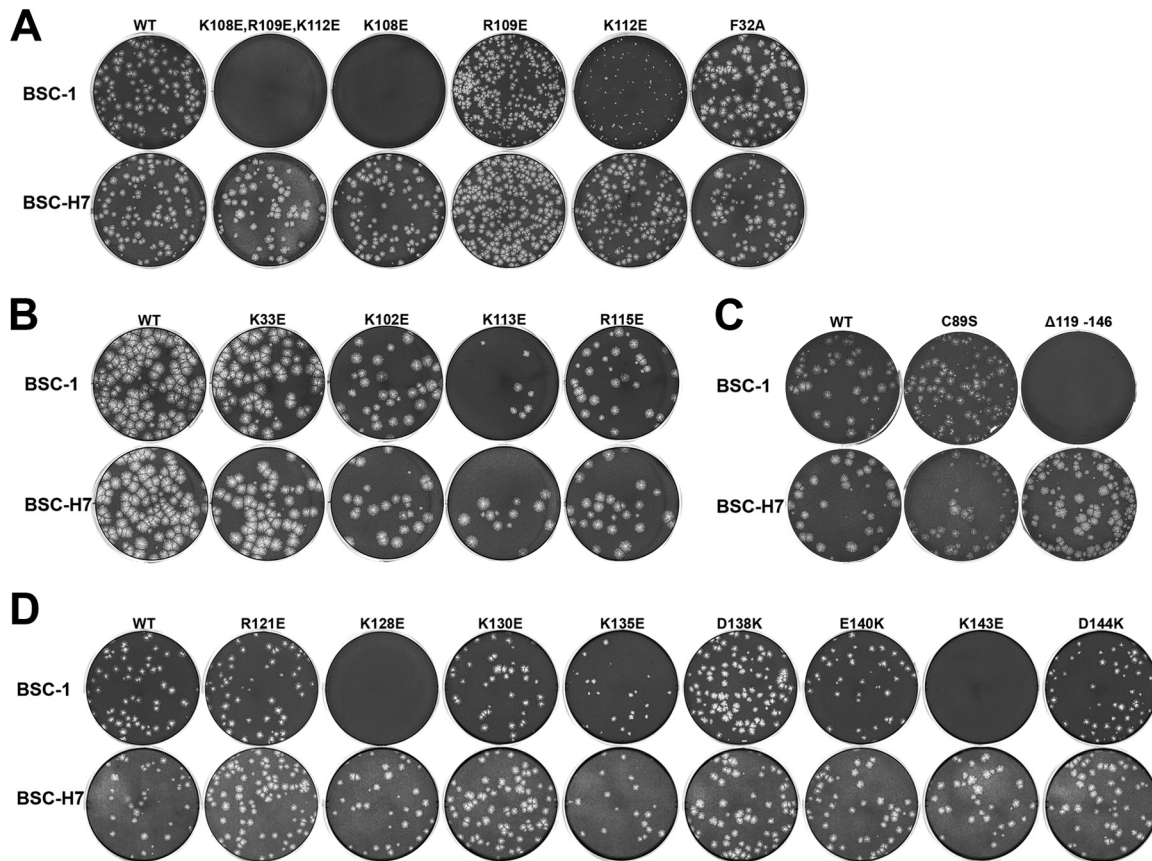 A
WT K108E,R109E,K112E K108E R109E K112E F32A
BSC-1
BSC-H7
B
WT K33E K102E K113E R115E
BSC-1
BSC-H7
C
WT C89S Δ119 -146
BSC-1
BSC-H7
D
WT R121E K128E K130E K135E D138K E140K K143E D144K
BSC-1
BSC-H7